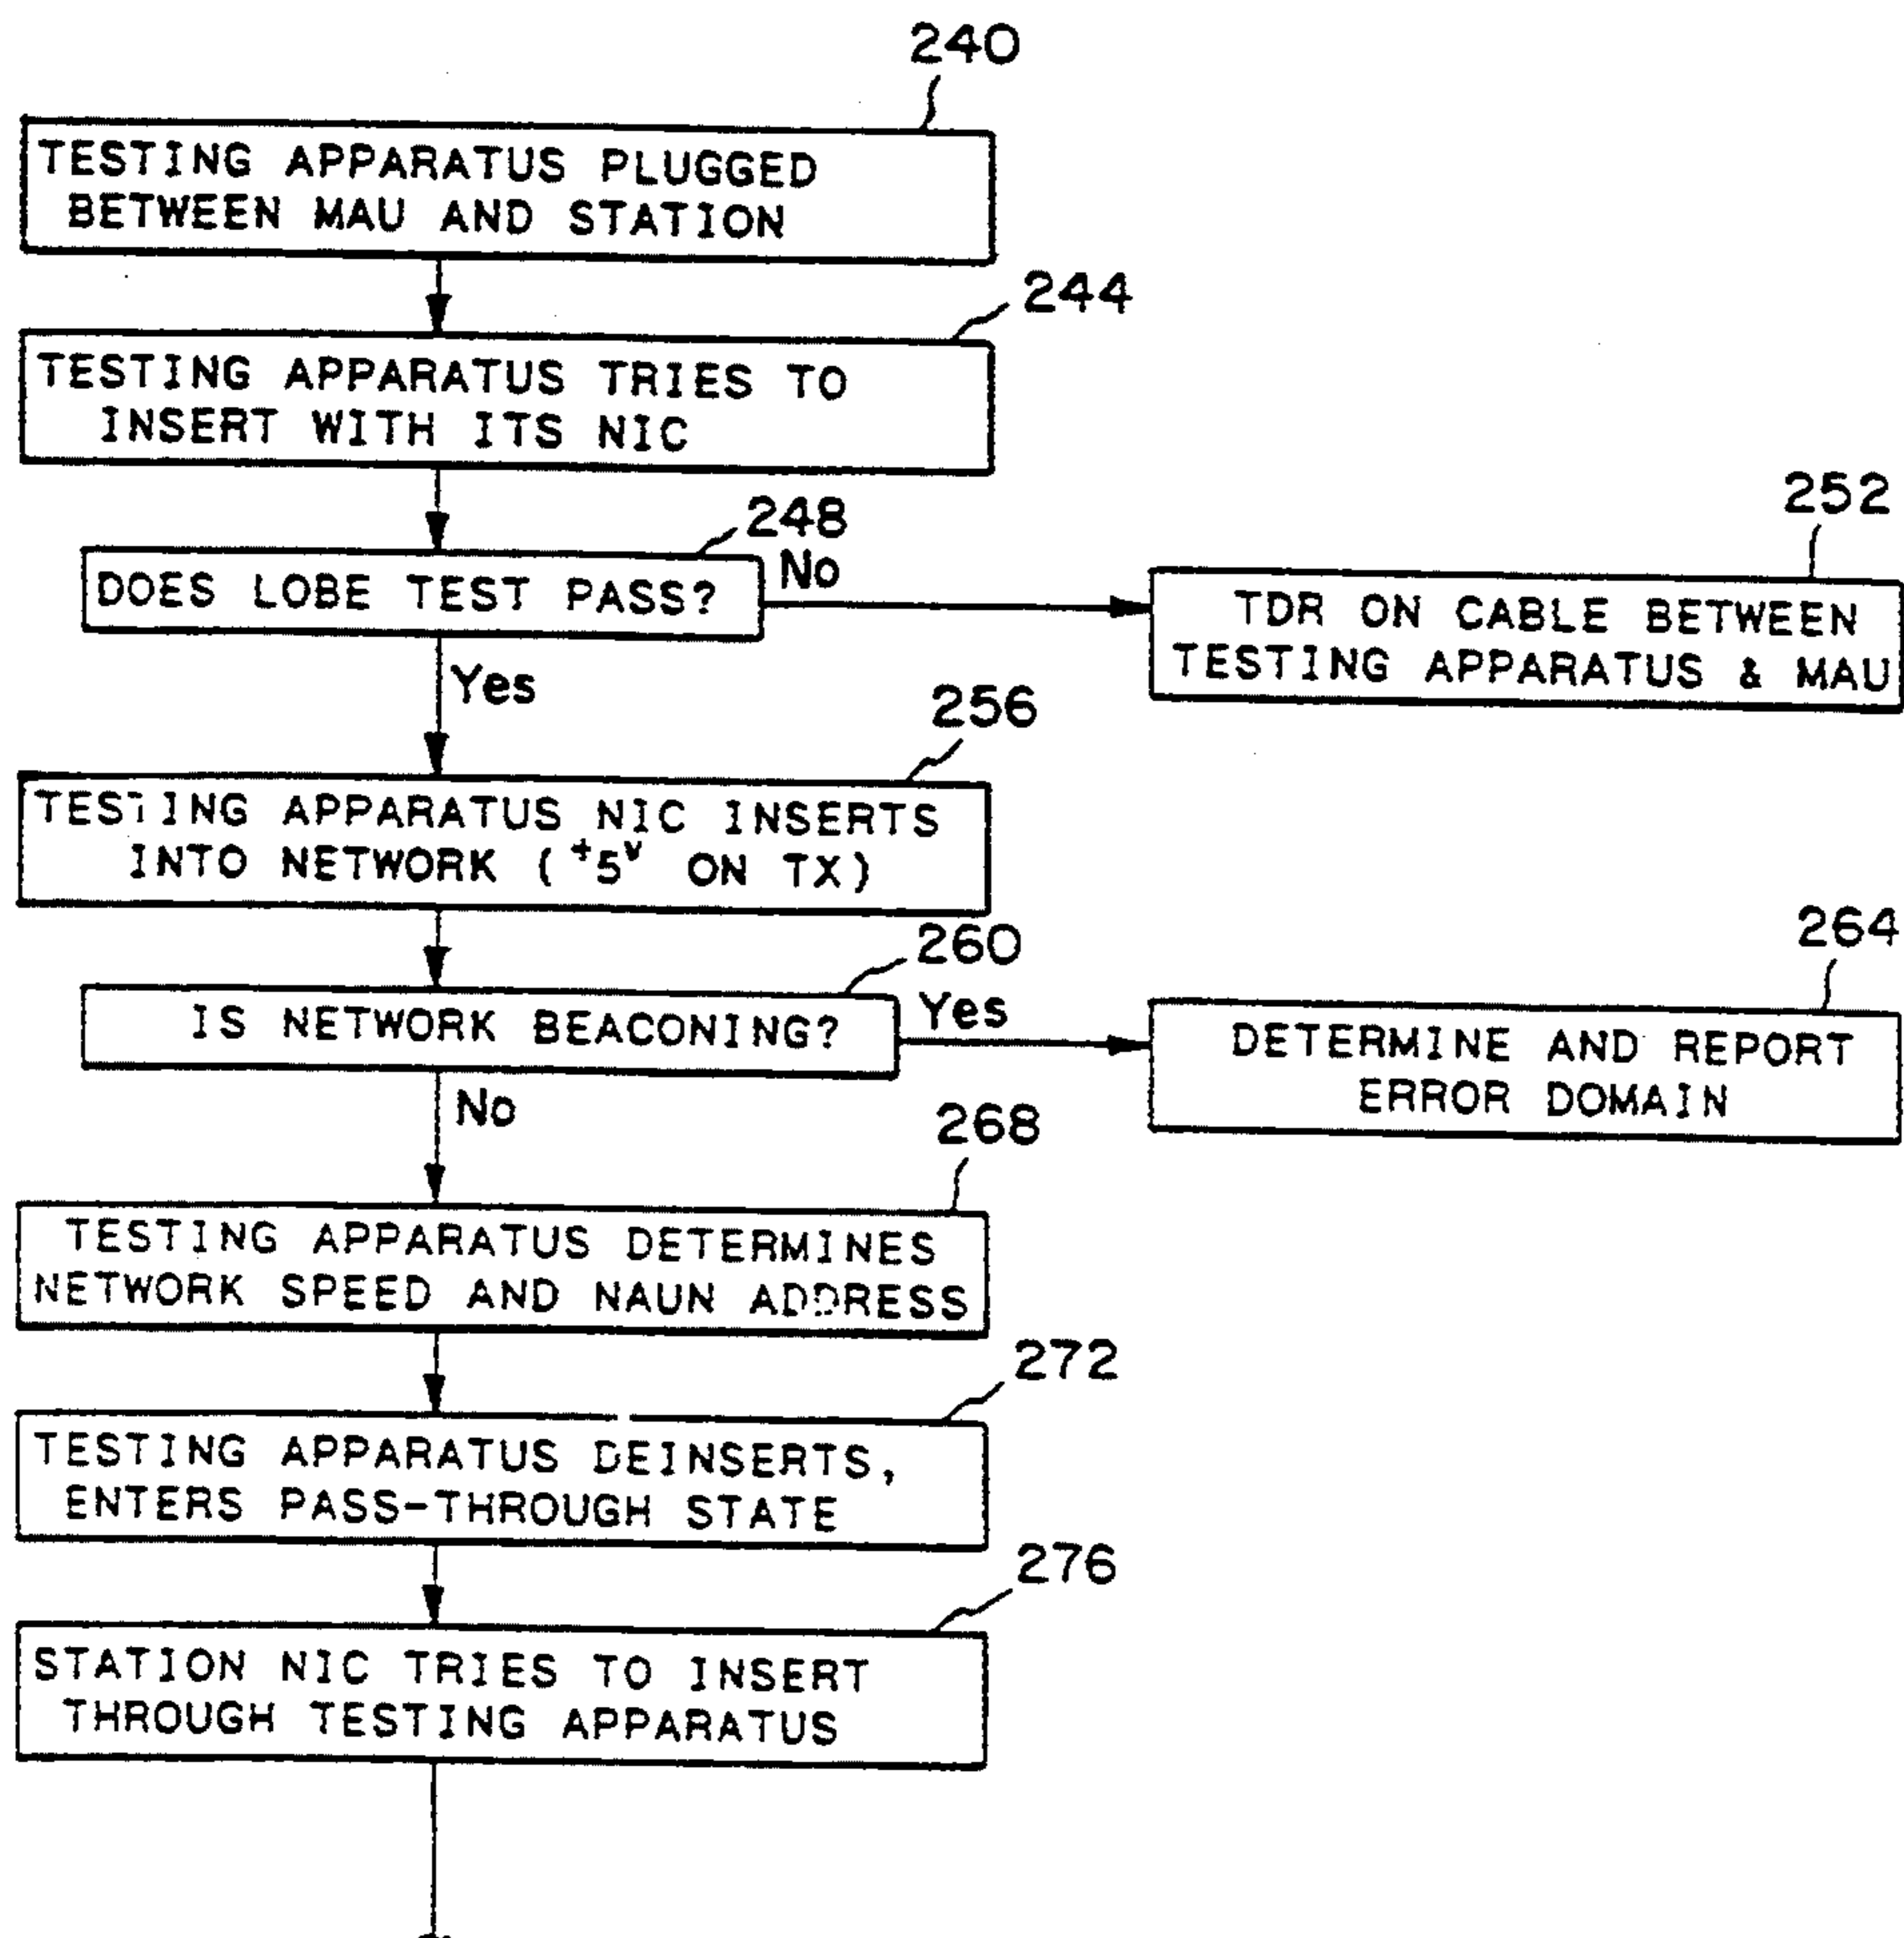 240
TESTING APPARATUS PLUGGED
BETWEEN MAU AND STATION
244
TESTING APPARATUS TRIES TO
INSERT WITH ITS NIC
248
DOES LOBE TEST PASS?
No
252
TDR ON CABLE BETWEEN
TESTING APPARATUS & MAU
Yes
256
TESTING APPARATUS NIC INSERTS
INTO NETWORK (+5V ON TX)
260
IS NETWORK BEACONING?
Yes
264
DETERMINE AND REPORT
ERROR DOMAIN
No
268
TESTING APPARATUS DETERMINES
NETWORK SPEED AND NAUN ADDRESS
272
TESTING APPARATUS DEINSERTS,
ENTERS PASS-THROUGH STATE
276
STATION NIC TRIES TO INSERT
THROUGH TESTING APPARATUS